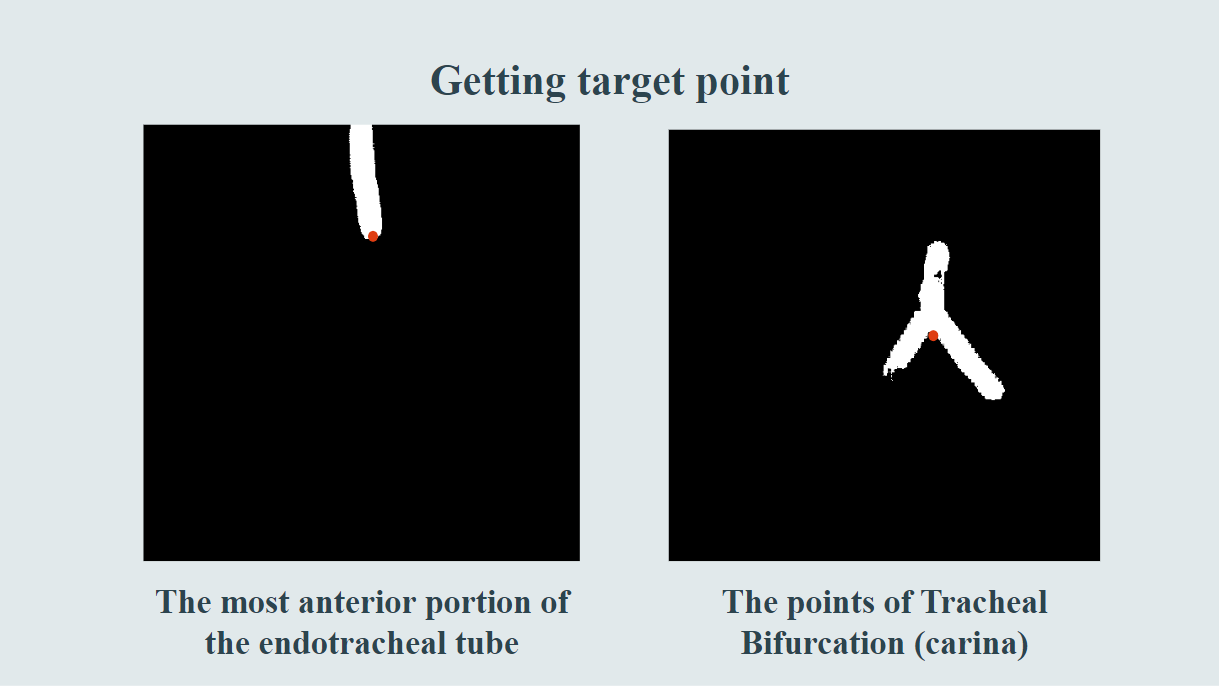 Getting target point
The most anterior portion of
the endotracheal tube
The points of Tracheal
Bifurcation (carina)